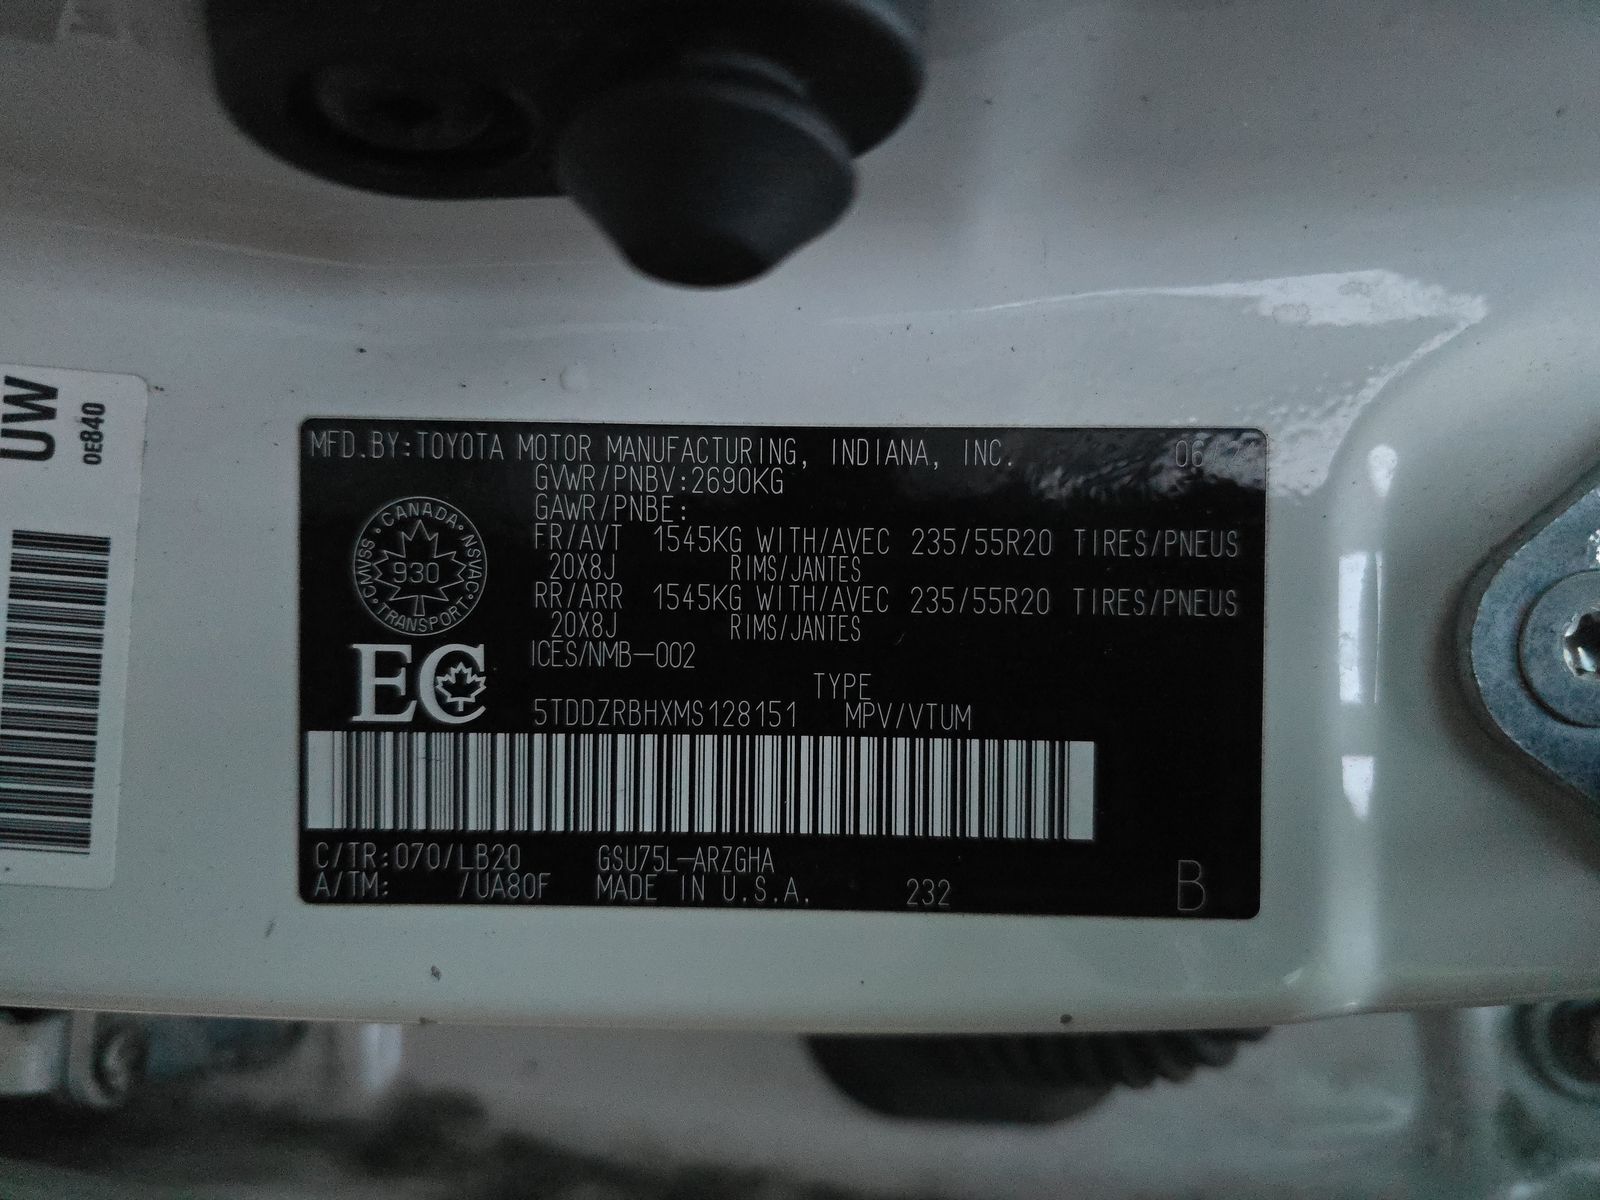 UW
0E840
MFD.BY:TOYOTA MOTOR MANUFACTURING, INDIANA, INC.
GVWR/PNBV:2690KG
GAWR/PNBE:
FR/AVT 1545KG WITH/AVEC 235/55R20 TIRES/PNEUS
20X8J RIMS/JANTES
RR/ARR 1545KG WITH/AVEC 235/55R20 TIRES/PNEUS
20X8J RIMS/JANTES
ICES/NMB-002
CANADA
CMVSS NSVAC
930
TRANSPORT
EC
TYPE
5TDDZRBHXMS128151 MPV/VTUM
C/TR:070/LB20 GSU75L-ARZGHA
A/TM: /UA80F MADE IN U.S.A. 232
B